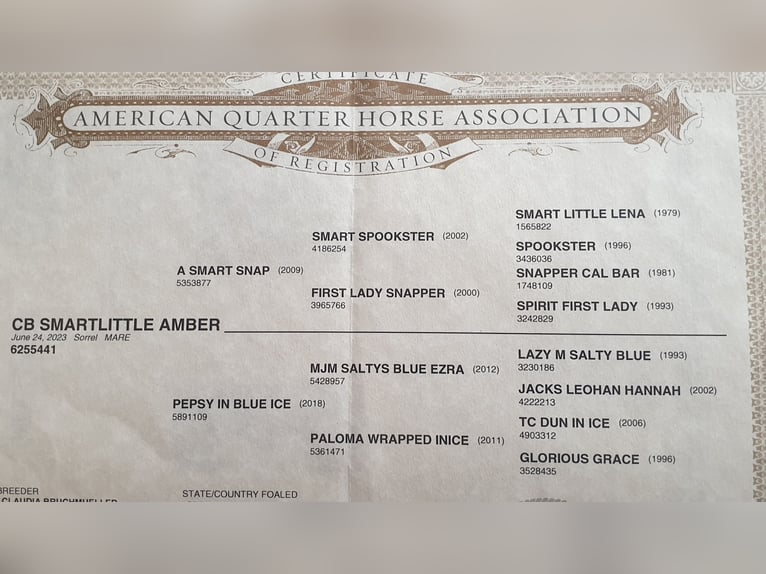 CERTIFICATE
AMERICAN QUARTER HORSE ASSOCIATION
OF REGISTRATION
SMART LITTLE LENA (1979)
1565822
SMART SPOOKSTER (2002)
4186254
SPOOKSTER (1996)
3436036
A SMART SNAP (2009)
5353877
SNAPPER CAL BAR (1981)
1748109
FIRST LADY SNAPPER (2000)
3965766
SPIRIT FIRST LADY (1993)
3242829
CB SMARTLITTLE AMBER
June 24, 2023 Sorrel MARE
6255441
LAZY M SALTY BLUE (1993)
3230186
MJM SALTYS BLUE EZRA (2012)
5428957
JACKS LEOHAN HANNAH (2002)
4222213
PEPSY IN BLUE ICE (2018)
5891109
TC DUN IN ICE (2006)
4903312
PALOMA WRAPPED INICE (2011)
5361471
GLORIOUS GRACE (1996)
3528435
BREEDER
CLAUDIA BRUCHMUELLER
STATE/COUNTRY FOALED